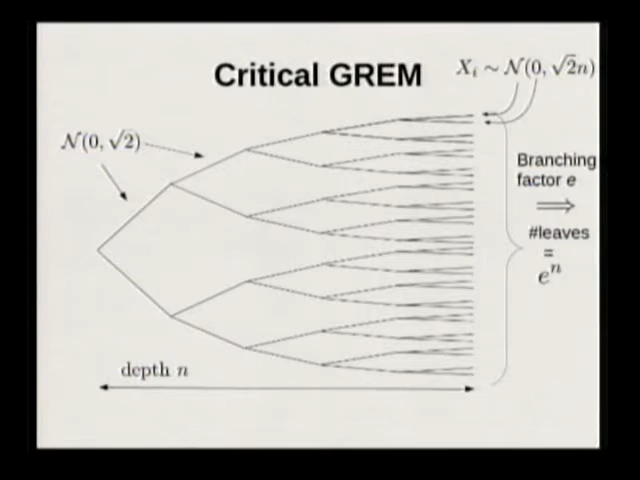 Critical GREM
X_i ~ N(0, √2n)
N(0, √2)
Branching
factor e
⟹
#leaves
=
e^n
depth n